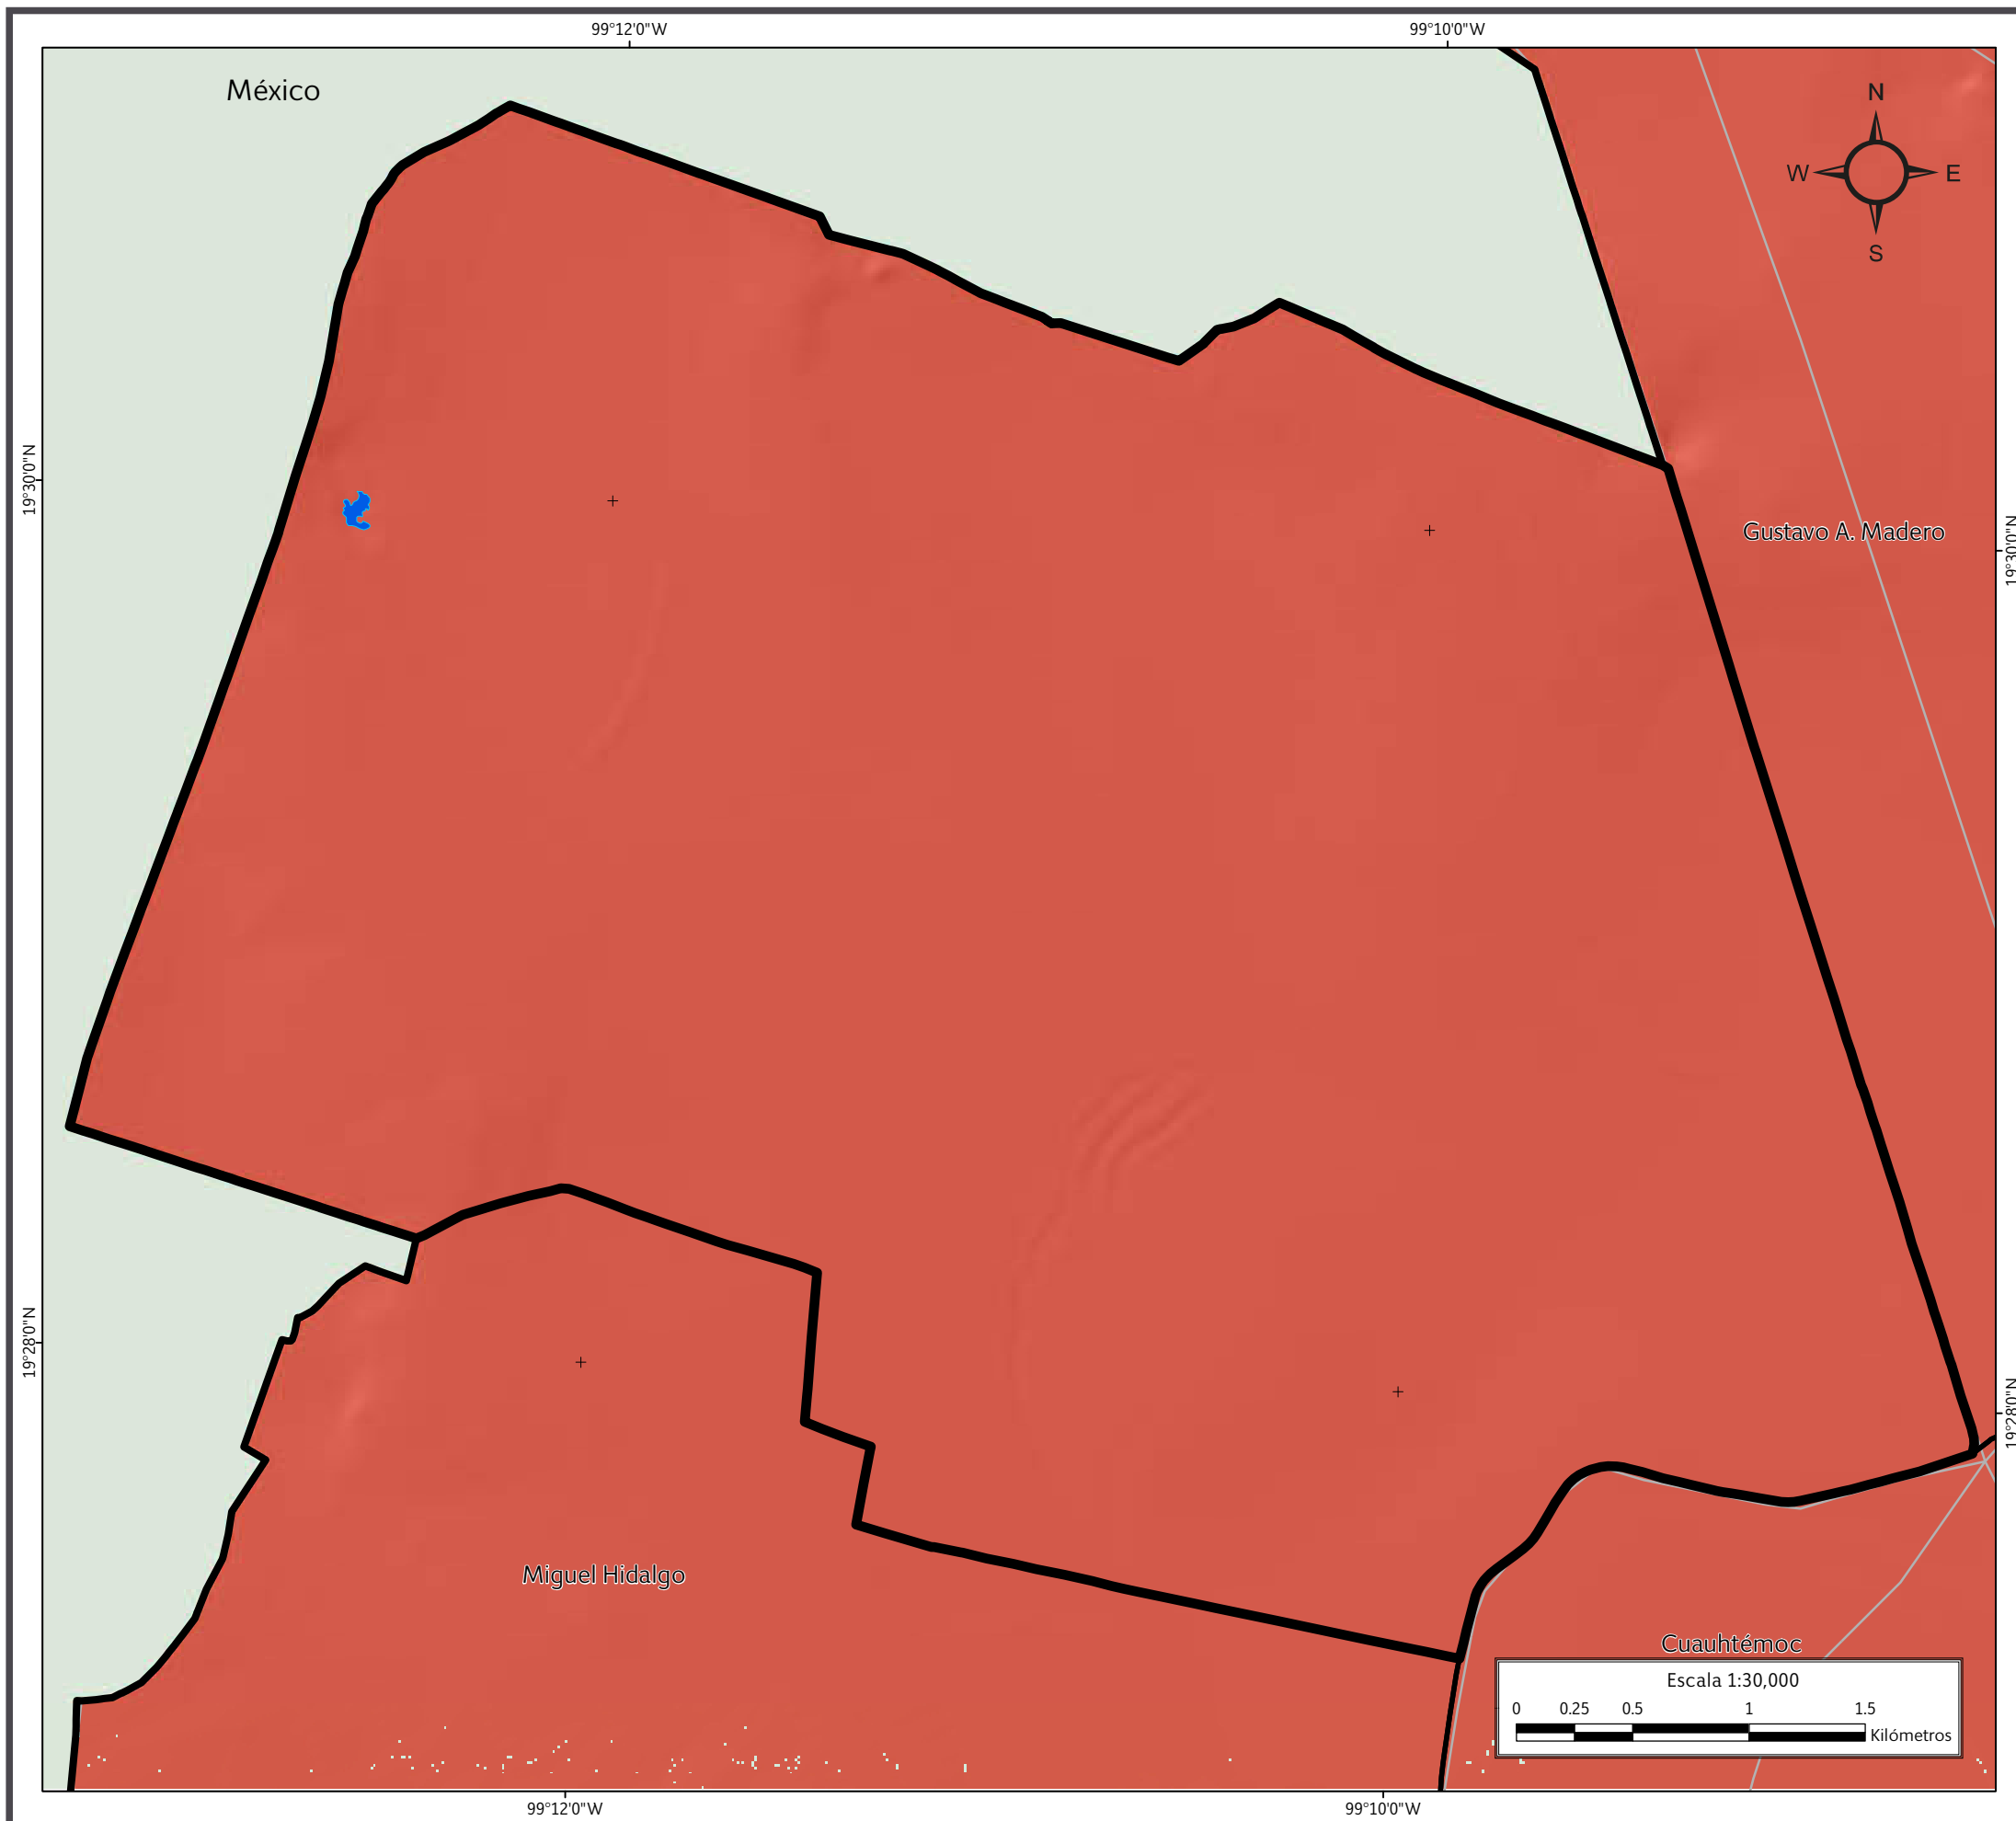 99°12'0"W
99°10'0"W
México
N
W E
S
19°30'0"N
Gustavo A. Madero
19°30'0"N
19°28'0"N
19°28'0"N
Miguel Hidalgo
Cuauhtémoc
Escala 1:30,000
0 0.25 0.5 1 1.5
Kilómetros
99°12'0"W
99°10'0"W